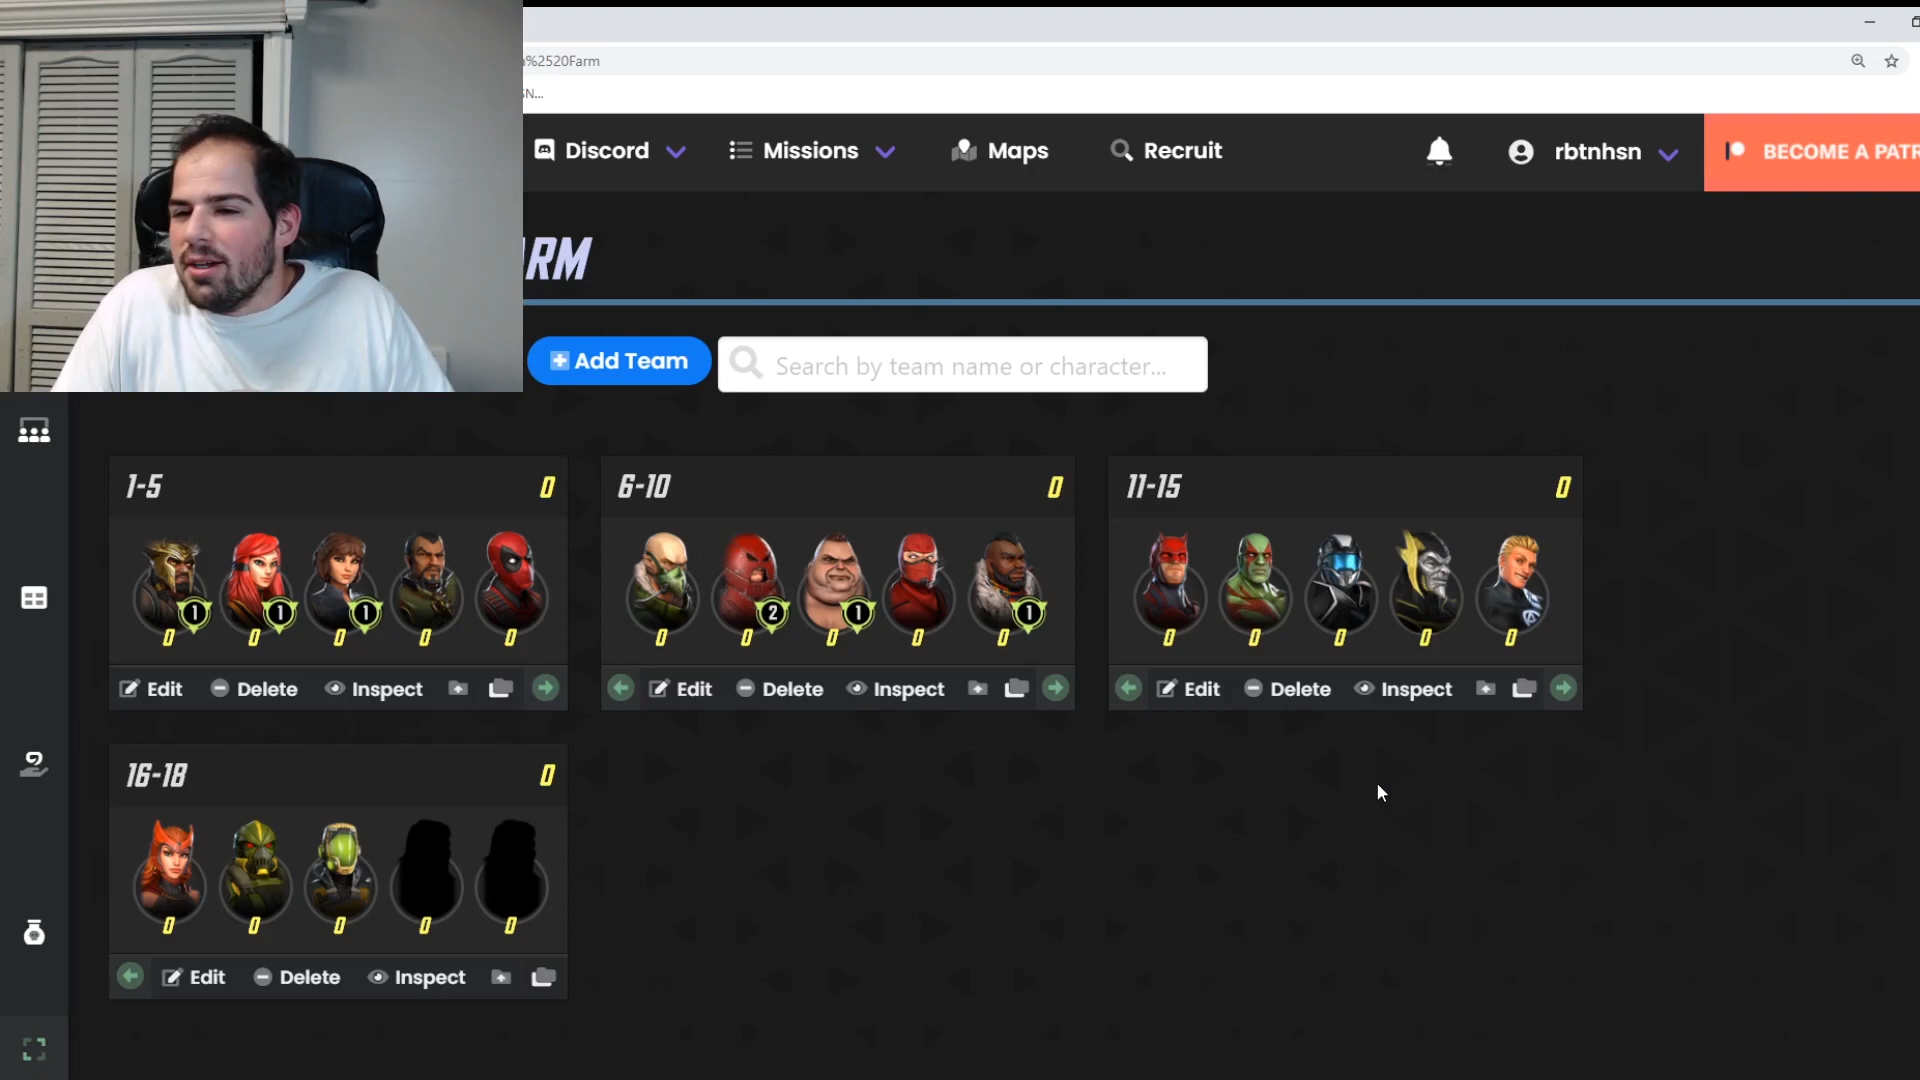 %2520Farm
SN...
Discord
Missions
Maps
Recruit
rbtnhsn
BECOME A PATR
ARM
Add Team
Search by team name or character...
1-5 0
1 1 1
0 0 0 0 0
Edit Delete Inspect
6-10 0
2 1 1
0 0 0 0 0
Edit Delete Inspect
11-15 0
0 0 0 0 0
Edit Delete Inspect
16-18 0
0 0 0 0 0
Edit Delete Inspect